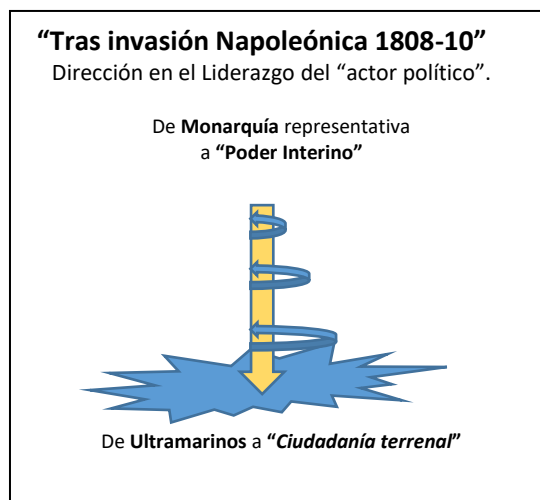 “Tras invasión Napoleónica 1808-10”
Dirección en el Liderazgo del “actor político”.
De Monarquía representativa
a “Poder Interino”
De Ultramarinos a “Ciudadanía terrenal”